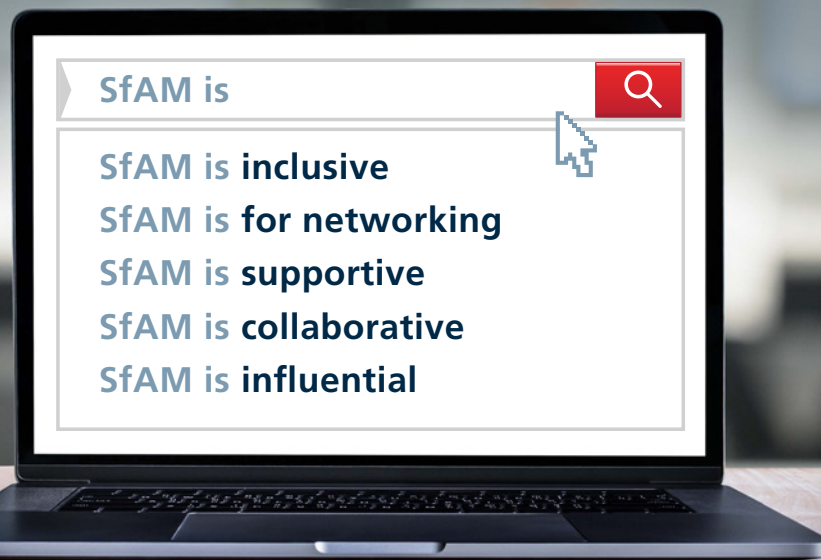 SfAM is
SfAM is inclusive
SfAM is for networking
SfAM is supportive
SfAM is collaborative
SfAM is influential